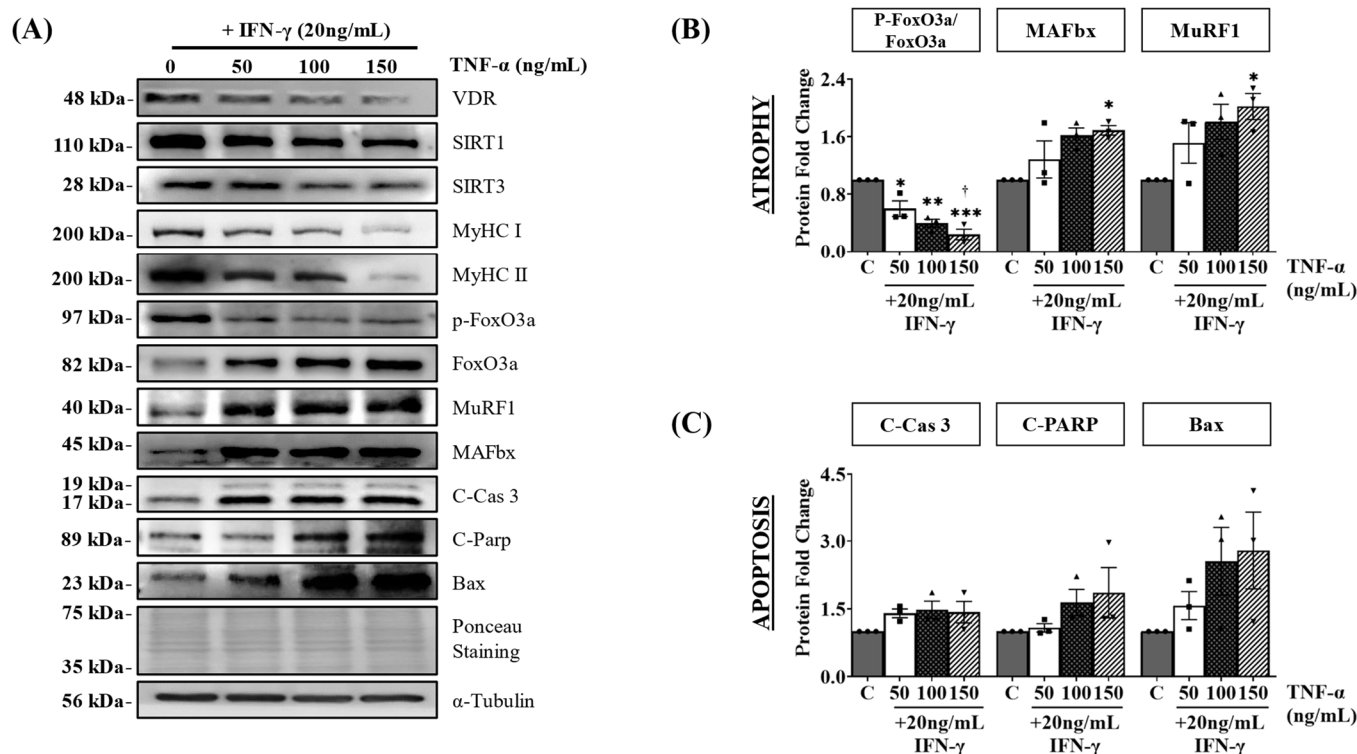 (A)
+ IFN-γ (20ng/mL)
0 50 100 150 TNF-α (ng/mL)
48 kDa- VDR
110 kDa- SIRT1
28 kDa- SIRT3
200 kDa- MyHC I
200 kDa- MyHC II
97 kDa- p-FoxO3a
82 kDa- FoxO3a
40 kDa- MuRF1
45 kDa- MAFbx
19 kDa-
17 kDa- C-Cas 3
89 kDa- C-Parp
23 kDa- Bax
75 kDa-
Ponceau
Staining
35 kDa-
56 kDa- α-Tubulin
(B)
P-FoxO3a/
FoxO3a
MAFbx
MuRF1
ATROPHY
Protein Fold Change
2.4
1.6
0.8
0.0
* ** † *** * *
C 50 100 150 C 50 100 150 C 50 100 150 TNF-α
(ng/mL)
+20ng/mL +20ng/mL +20ng/mL
IFN-γ IFN-γ IFN-γ
(C)
C-Cas 3
C-PARP
Bax
APOPTOSIS
Protein Fold Change
4.5
3.0
1.5
0.0
C 50 100 150 C 50 100 150 C 50 100 150 TNF-α
(ng/mL)
+20ng/mL +20ng/mL +20ng/mL
IFN-γ IFN-γ IFN-γ